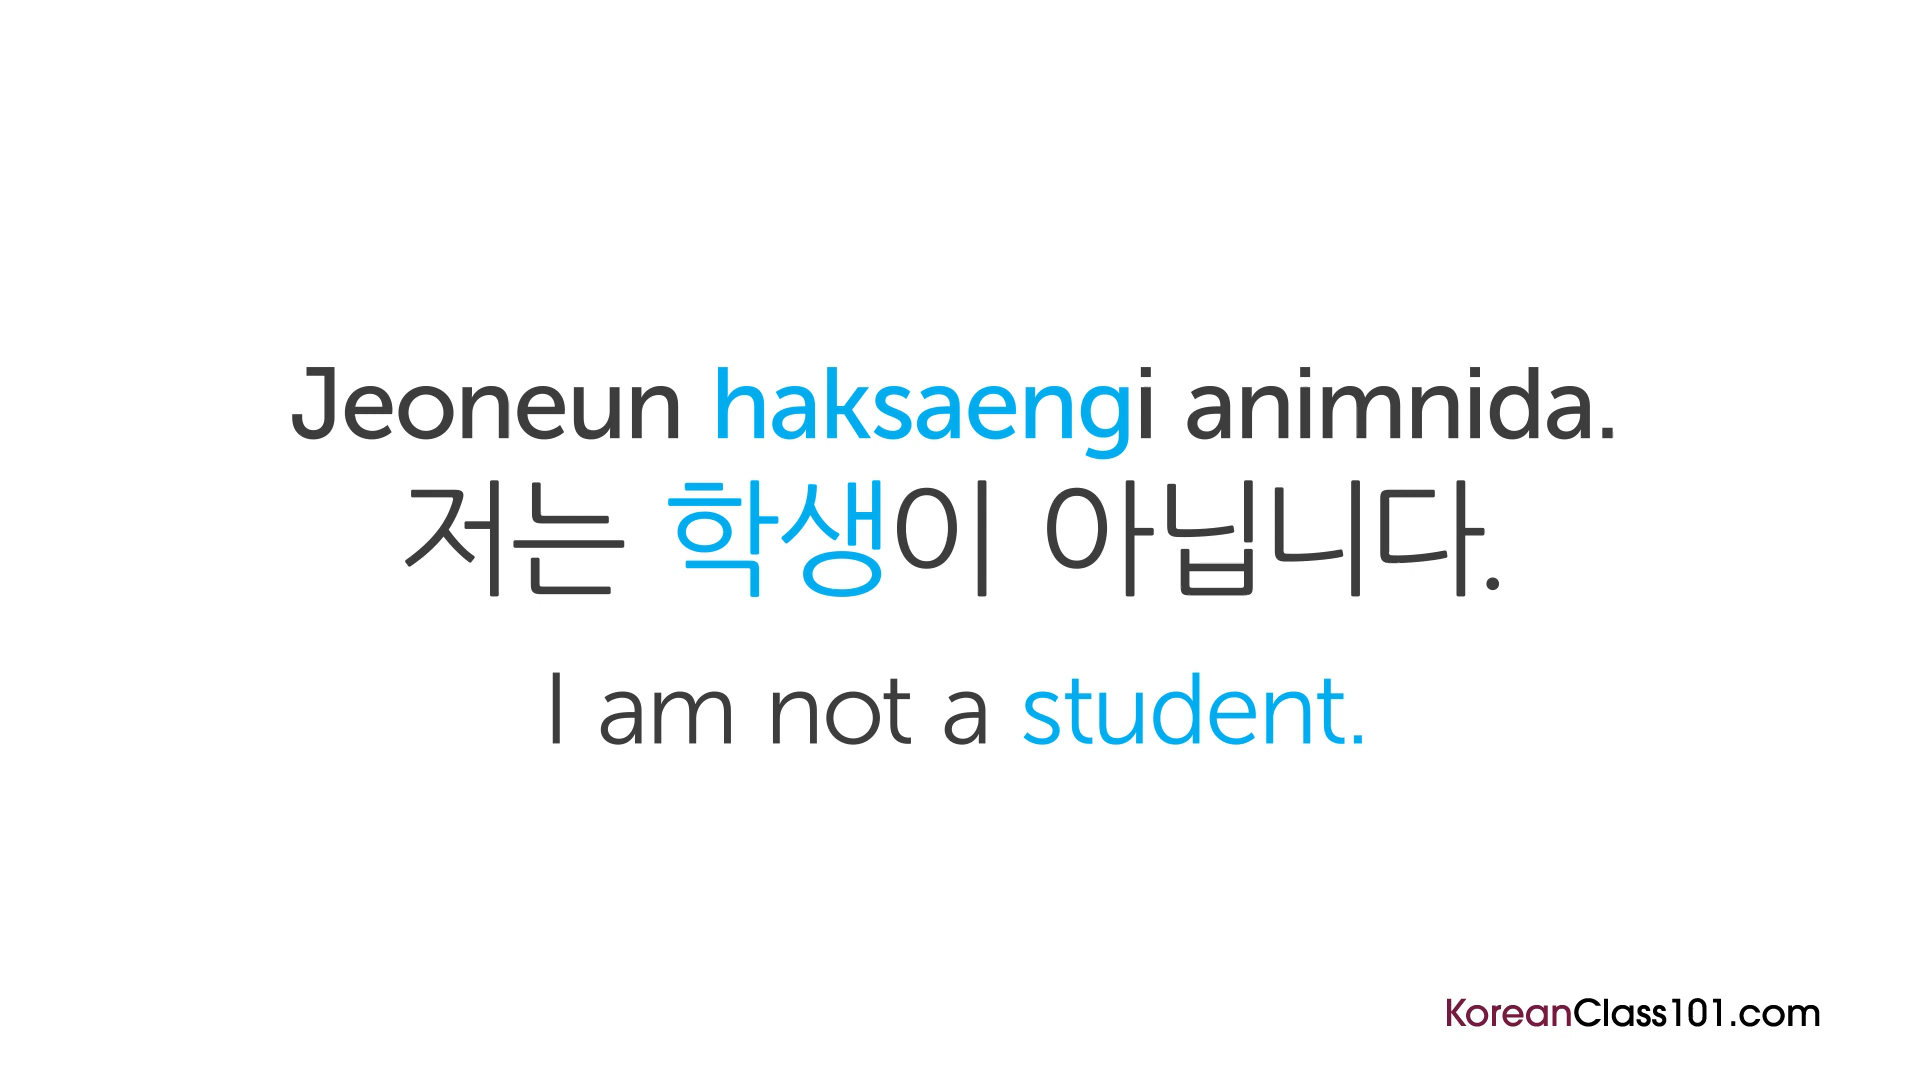 Jeoneun haksaengi animnida.
저는 학생이 아닙니다.
I am not a student.
KoreanClass101.com